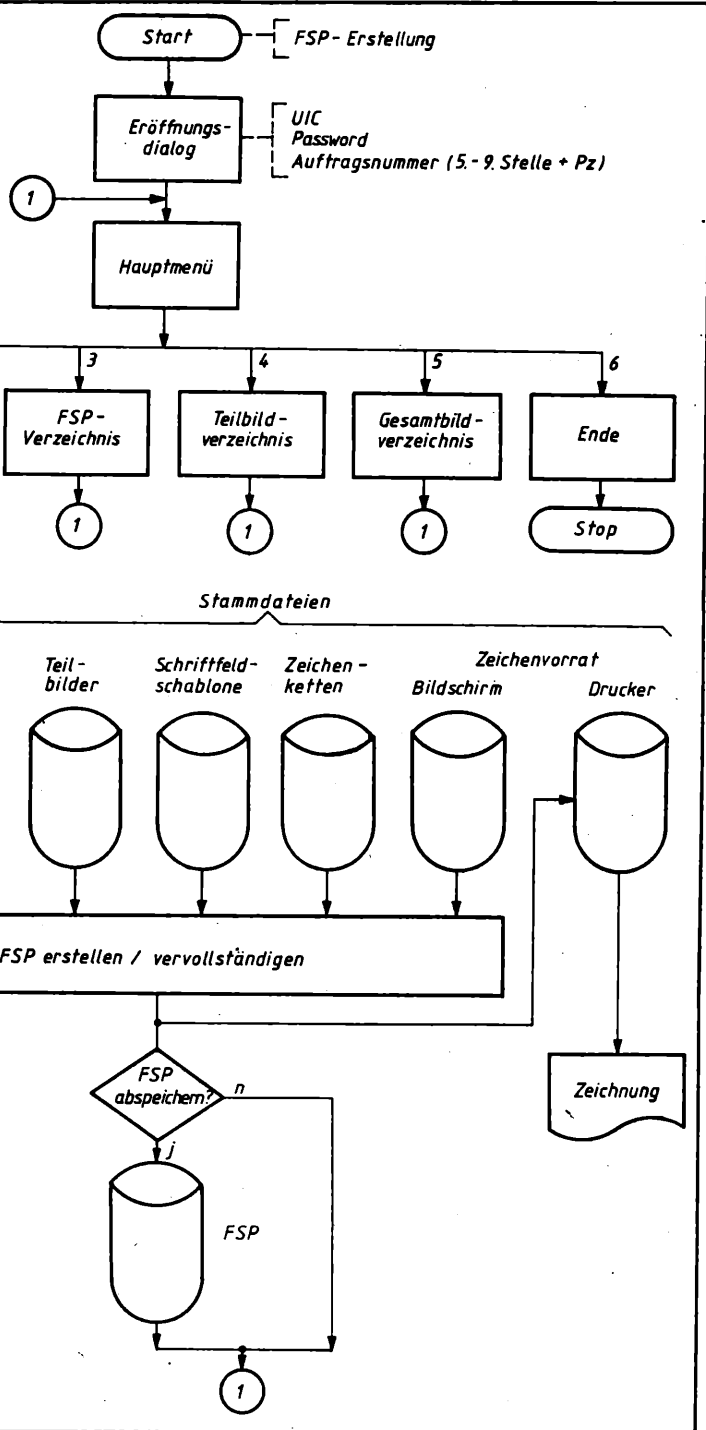 Start
FSP - Erstellung
Eröffnungs-
dialog
UIC
Password
Auftragsnummer (5.- 9. Stelle + Pz)
1
Hauptmenü
3
4
5
6
FSP -
Verzeichnis
Teilbild -
verzeichnis
Gesamtbild -
verzeichnis
Ende
1
1
1
Stop
Stammdateien
Teil -
bilder
Schriftfeld -
schablone
Zeichen -
ketten
Zeichenvorrat
Bildschirm
Drucker
FSP erstellen / vervollständigen
FSP
abspeichern?
n
j
Zeichnung
FSP
1